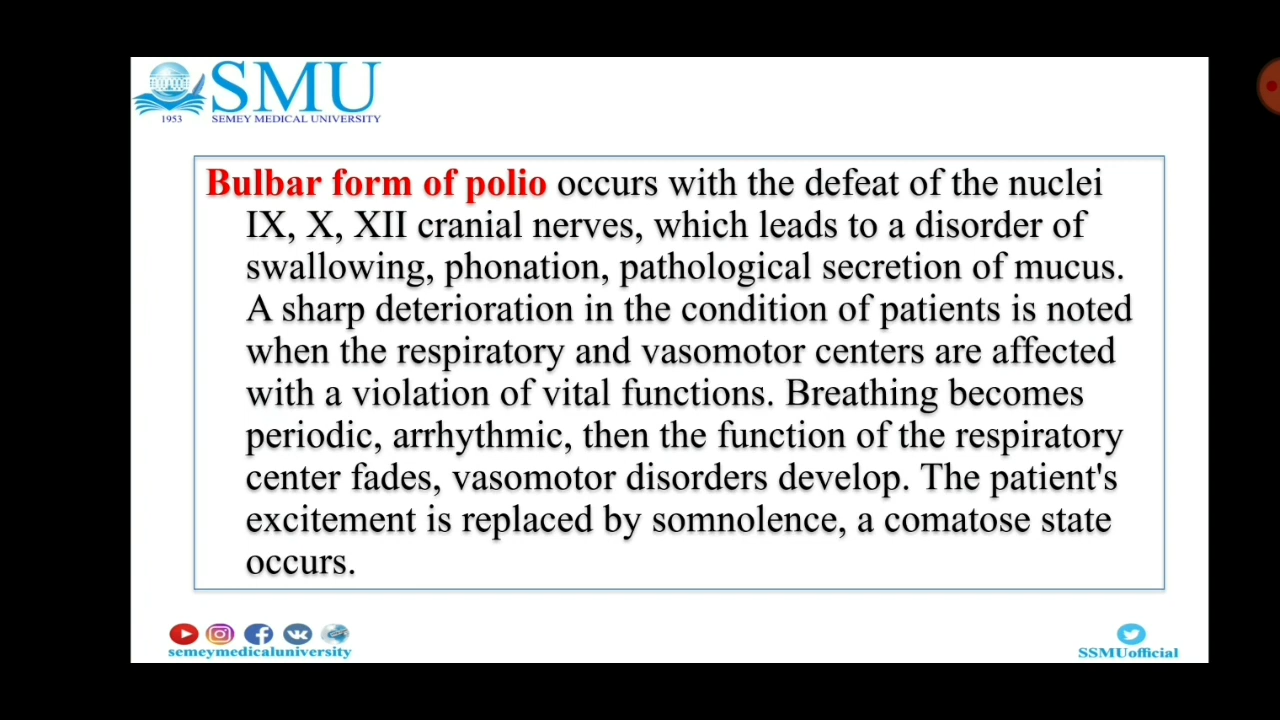 SMU
1953 SEMEY MEDICAL UNIVERSITY
Bulbar form of polio occurs with the defeat of the nuclei
IX, X, XII cranial nerves, which leads to a disorder of
swallowing, phonation, pathological secretion of mucus.
A sharp deterioration in the condition of patients is noted
when the respiratory and vasomotor centers are affected
with a violation of vital functions. Breathing becomes
periodic, arrhythmic, then the function of the respiratory
center fades, vasomotor disorders develop. The patient's
excitement is replaced by somnolence, a comatose state
occurs.
semeymedicaluniversity
SSMUofficial